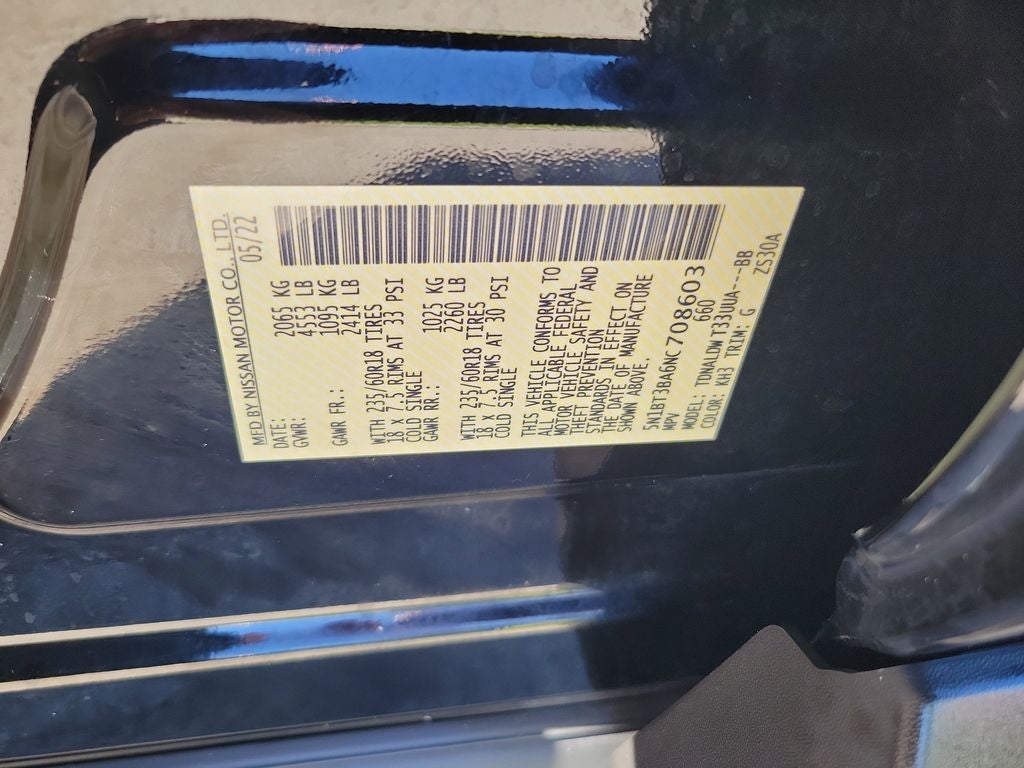 MFD BY NISSAN MOTOR CO., LTD.
DATE: 05/22
GVWR: 2065 KG
4553 LB
GAWR FR.: 1095 KG
2414 LB
WITH 235/60R18 TIRES
18 X 7.5 RIMS AT 33 PSI
COLD SINGLE
GAWR RR.: 1025 KG
2260 LB
WITH 235/60R18 TIRES
18 X 7.5 RIMS AT 30 PSI
COLD SINGLE
THIS VEHICLE CONFORMS TO
ALL APPLICABLE FEDERAL
MOTOR VEHICLE SAFETY AND
THEFT PREVENTION
STANDARDS IN EFFECT ON
THE DATE OF MANUFACTURE
SHOWN ABOVE.
5N1BT3BA6NC708603
MPV 660
MODEL: TDNALDW T33UUA---BB
COLOR: KH3 TRIM: G ZS30A